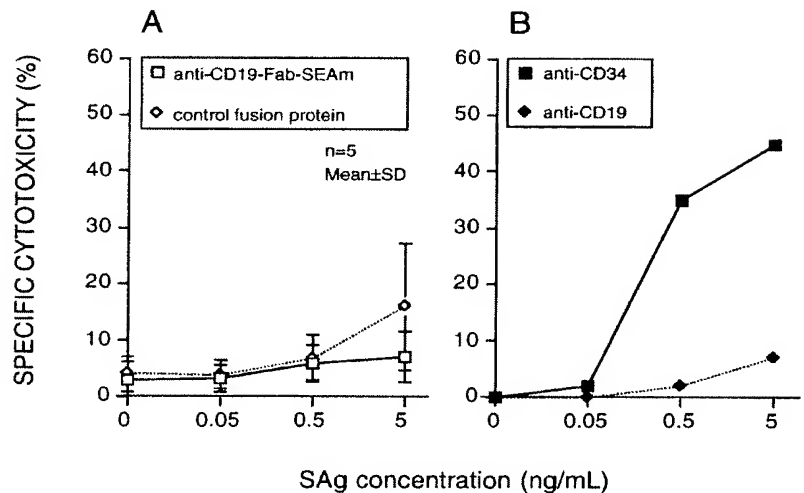 A
SPECIFIC CYTOTOXICITY (%)
60
50
40
30
20
10
0
anti-CD19-Fab-SEAm
control fusion protein
n=5
Mean±SD
0
0.05
0.5
5
B
60
50
40
30
20
10
0
anti-CD34
anti-CD19
0
0.05
0.5
5
SAg concentration (ng/mL)